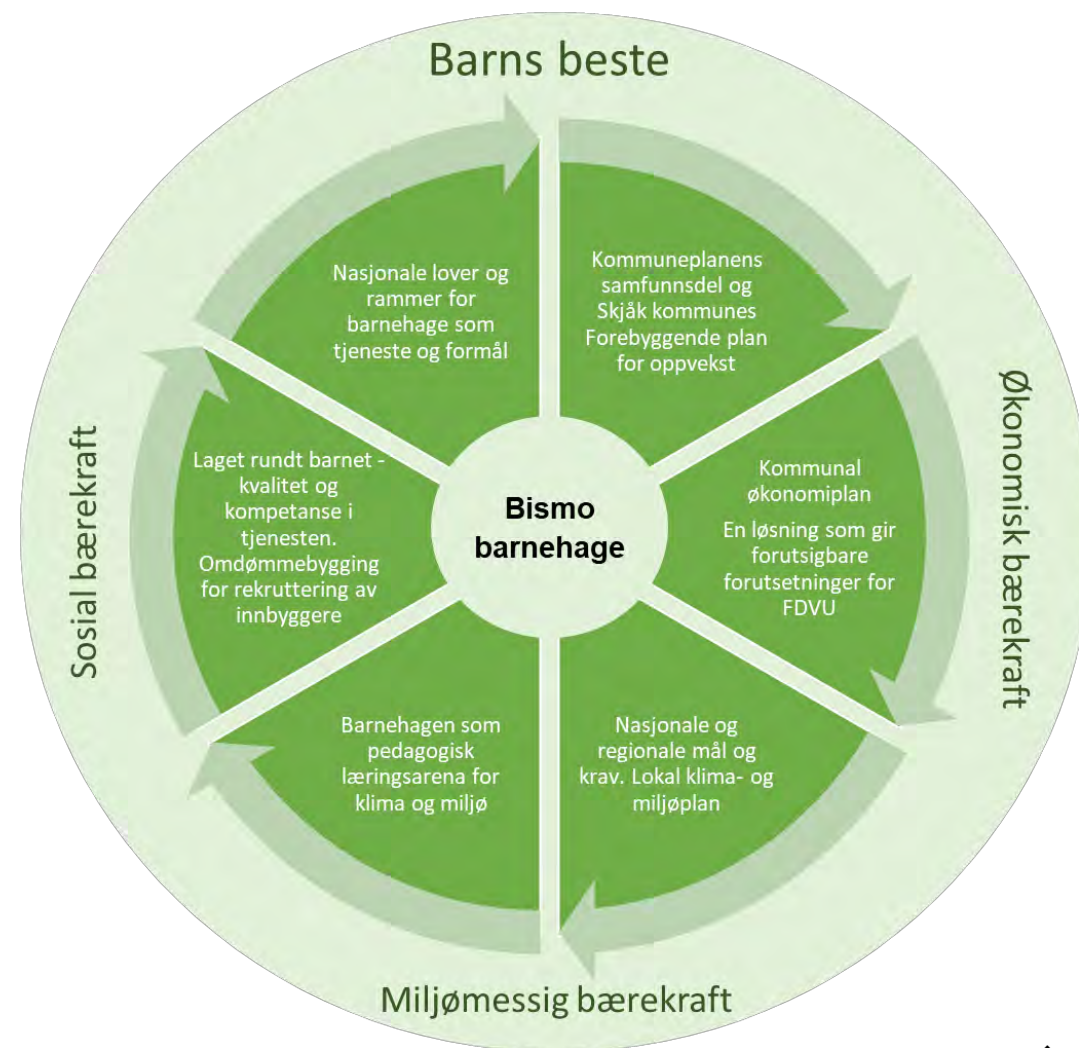 Barns beste
Nasjonale lover og
rammer for
barnehage som
tjeneste og formål
Kommuneplanens
samfunnsdel og
Skjåk kommunes
Forebyggende plan
for oppvekst
Økonomisk bærekraft
Kommunal
økonomiplan
En løsning som gir
forutsigbare
forutsetninger for
FDVU
Nasjonale og
regionale mål og
krav. Lokal klima- og
miljøplan
Miljømessig bærekraft
Barnehagen som
pedagogisk
læringsarena for
klima og miljø
Sosial bærekraft
Laget rundt barnet -
kvalitet og
kompetanse i
tjenesten.
Omdømmebygging
for rekruttering av
innbyggere
Bismo
barnehage